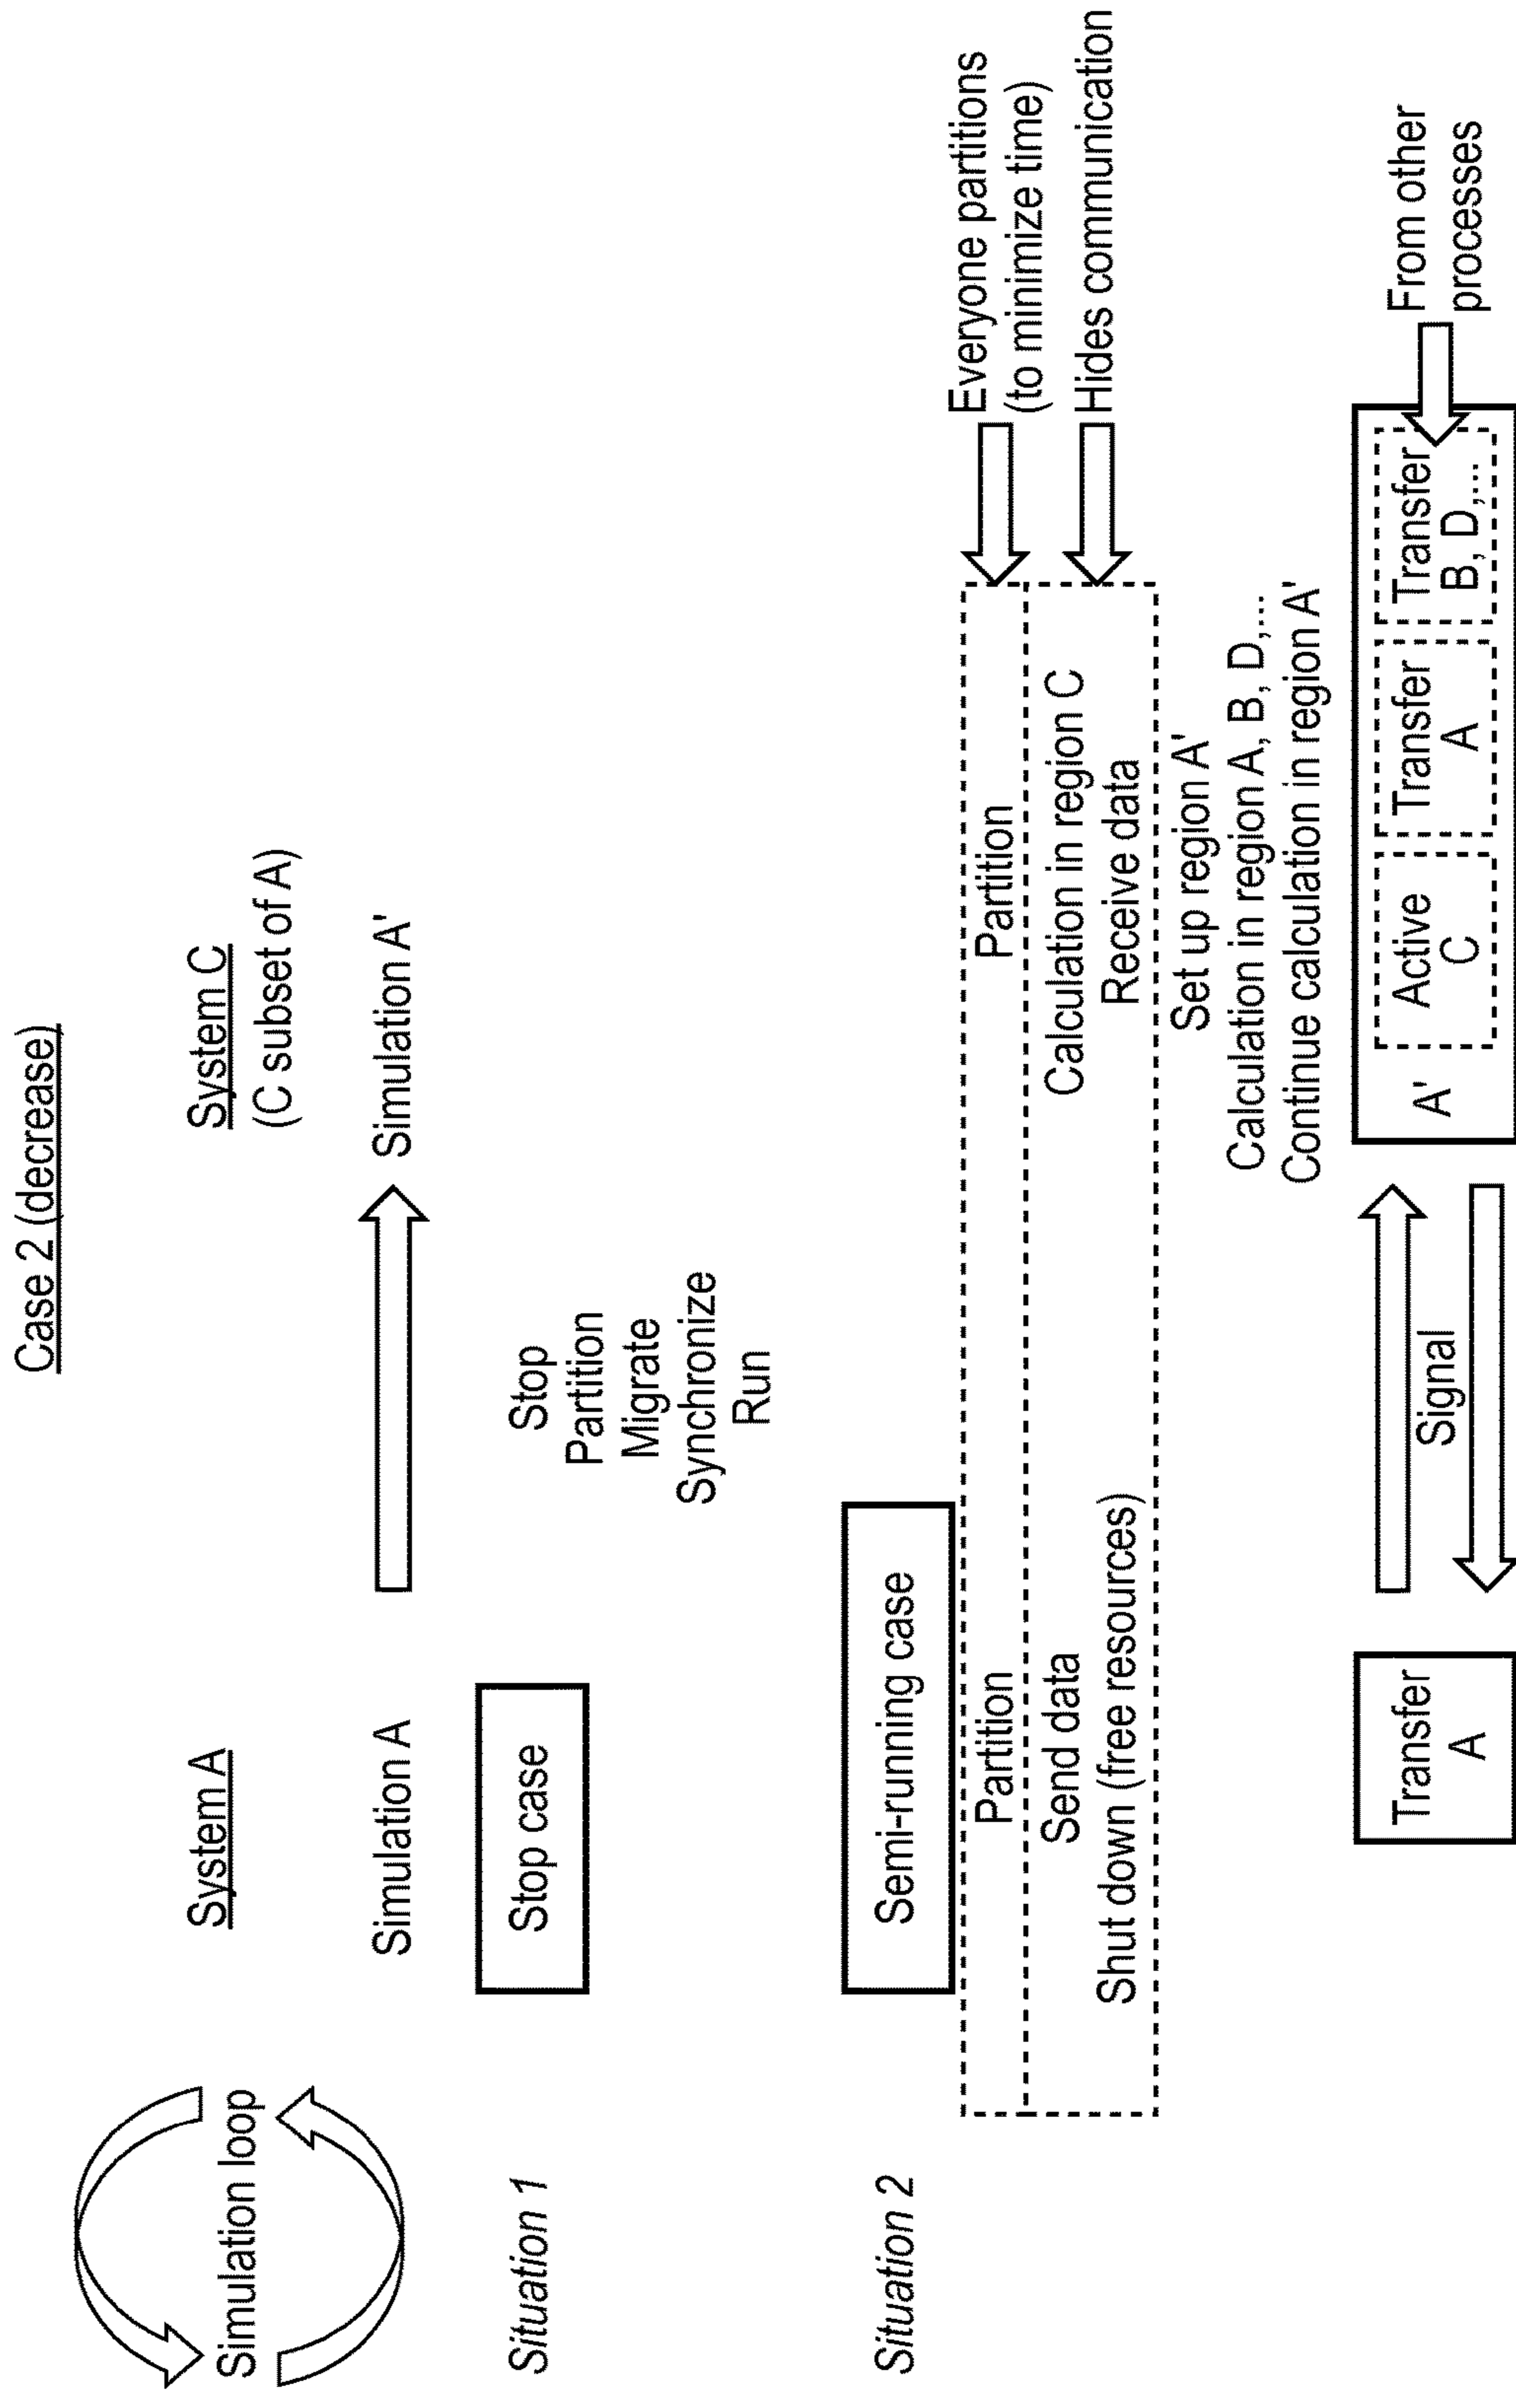 Case 2 (decrease)
Simulation loop
System A
System C
(C subset of A)
Simulation A
Simulation A'
Situation 1
Stop case
Stop
Partition
Migrate
Synchronize
Run
Situation 2
Semi-running case
Partition
Partition
Everyone partitions
(to minimize time)
Send data
Shut down (free resources)
Calculation in region C
Receive data
Hides communication
Set up region A'
Calculation in region A, B, D,...
Continue calculation in region A'
Transfer
A
Signal
A'
Active
C
Transfer
A
Transfer
B, D,...
From other
processes